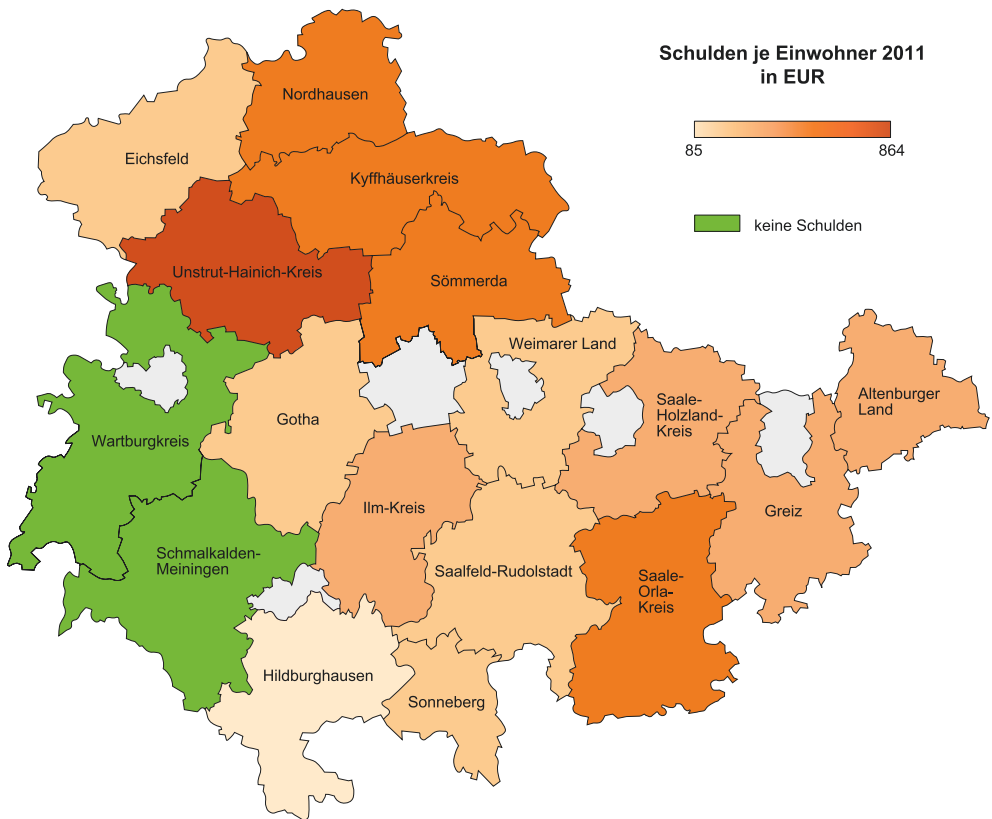 Schulden je Einwohner 2011
in EUR
85
864
keine Schulden
Nordhausen
Eichsfeld
Kyffhäuserkreis
Unstrut-Hainich-Kreis
Sömmerda
Weimarer Land
Altenburger
Land
Saale-
Holzland-
Kreis
Gotha
Wartburgkreis
Ilm-Kreis
Greiz
Schmalkalden-
Meiningen
Saalfeld-Rudolstadt
Saale-
Orla-
Kreis
Hildburghausen
Sonneberg